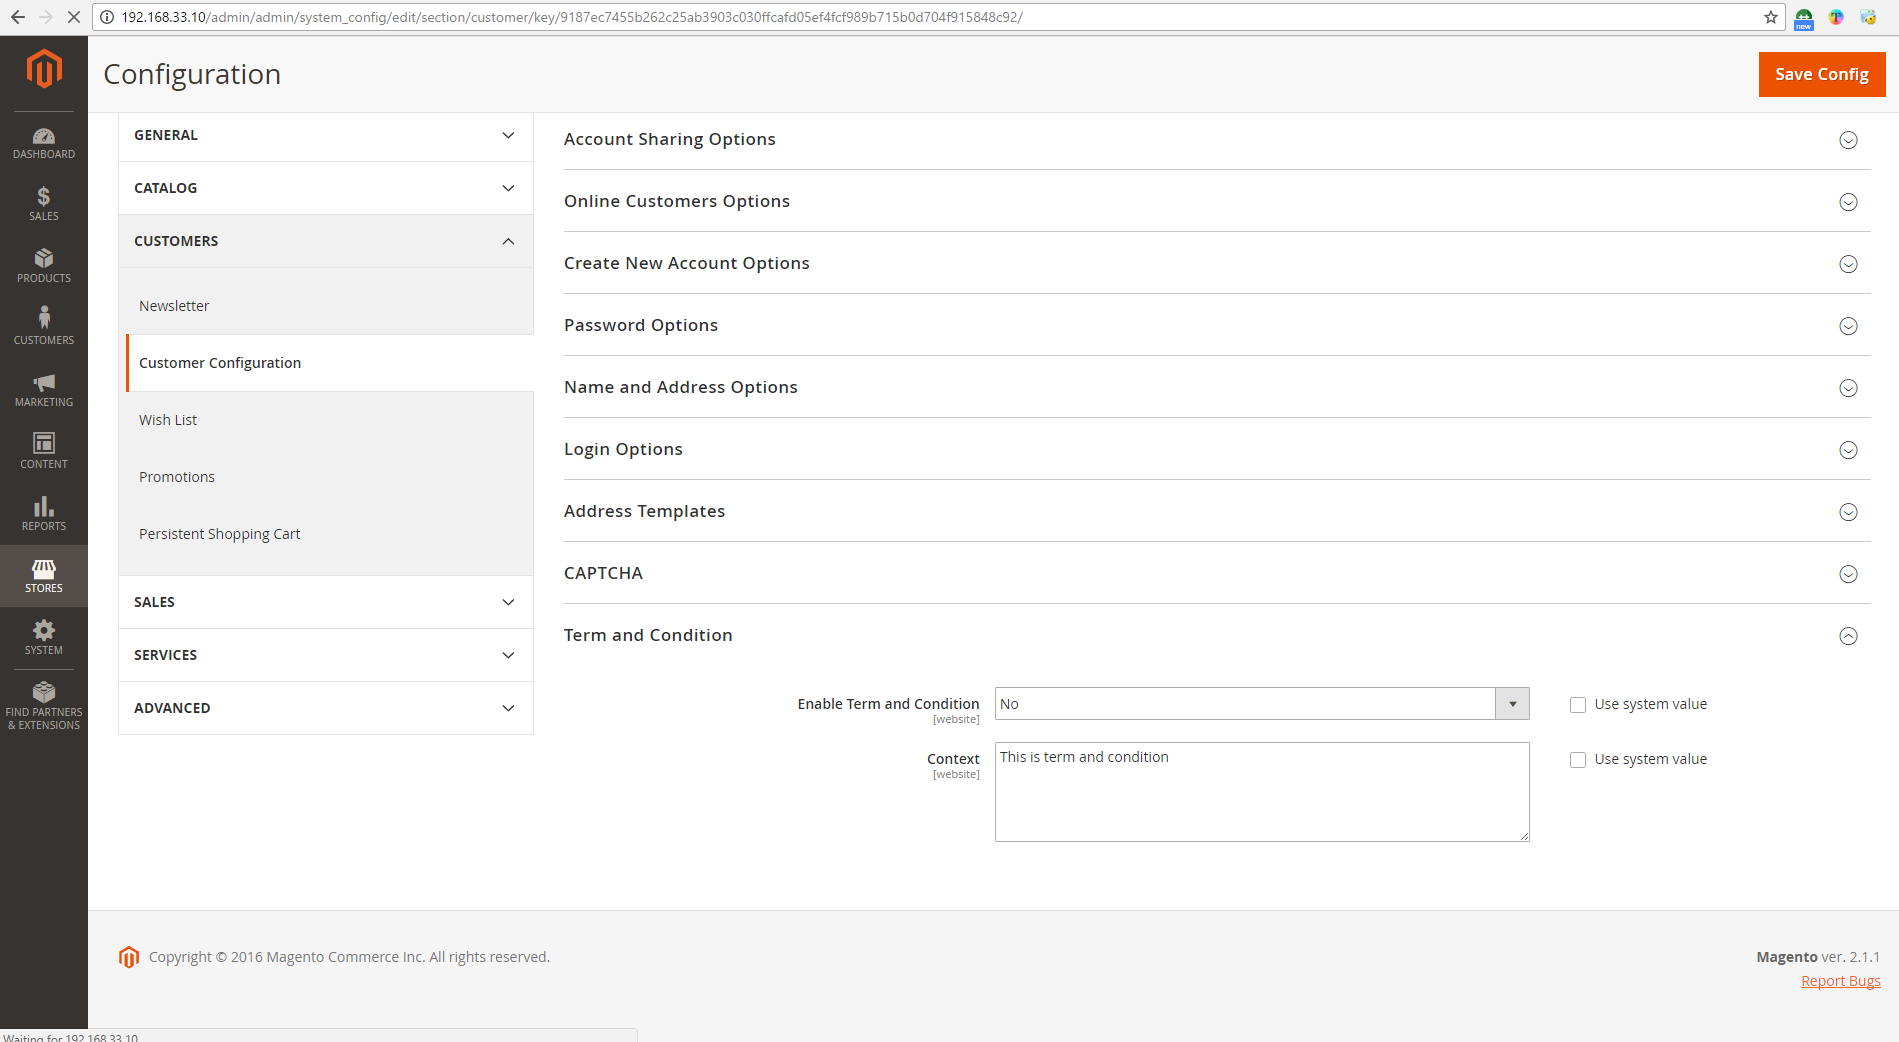 192.168.33.10/admin/admin/system_config/edit/section/customer/key/9187ec7455b262c25ab3903c030ffcafd05ef4fcf989b715b0d704f915848c92/
new
T
Configuration
Save Config
DASHBOARD
SALES
PRODUCTS
CUSTOMERS
MARKETING
CONTENT
REPORTS
STORES
SYSTEM
FIND PARTNERS
& EXTENSIONS
GENERAL
CATALOG
CUSTOMERS
Newsletter
Customer Configuration
Wish List
Promotions
Persistent Shopping Cart
SALES
SERVICES
ADVANCED
Account Sharing Options
Online Customers Options
Create New Account Options
Password Options
Name and Address Options
Login Options
Address Templates
CAPTCHA
Term and Condition
Enable Term and Condition No Use system value
[website]
Context This is term and condition Use system value
[website]
Copyright © 2016 Magento Commerce Inc. All rights reserved.
Magento ver. 2.1.1
Report Bugs
Waiting for 192.168.33.10